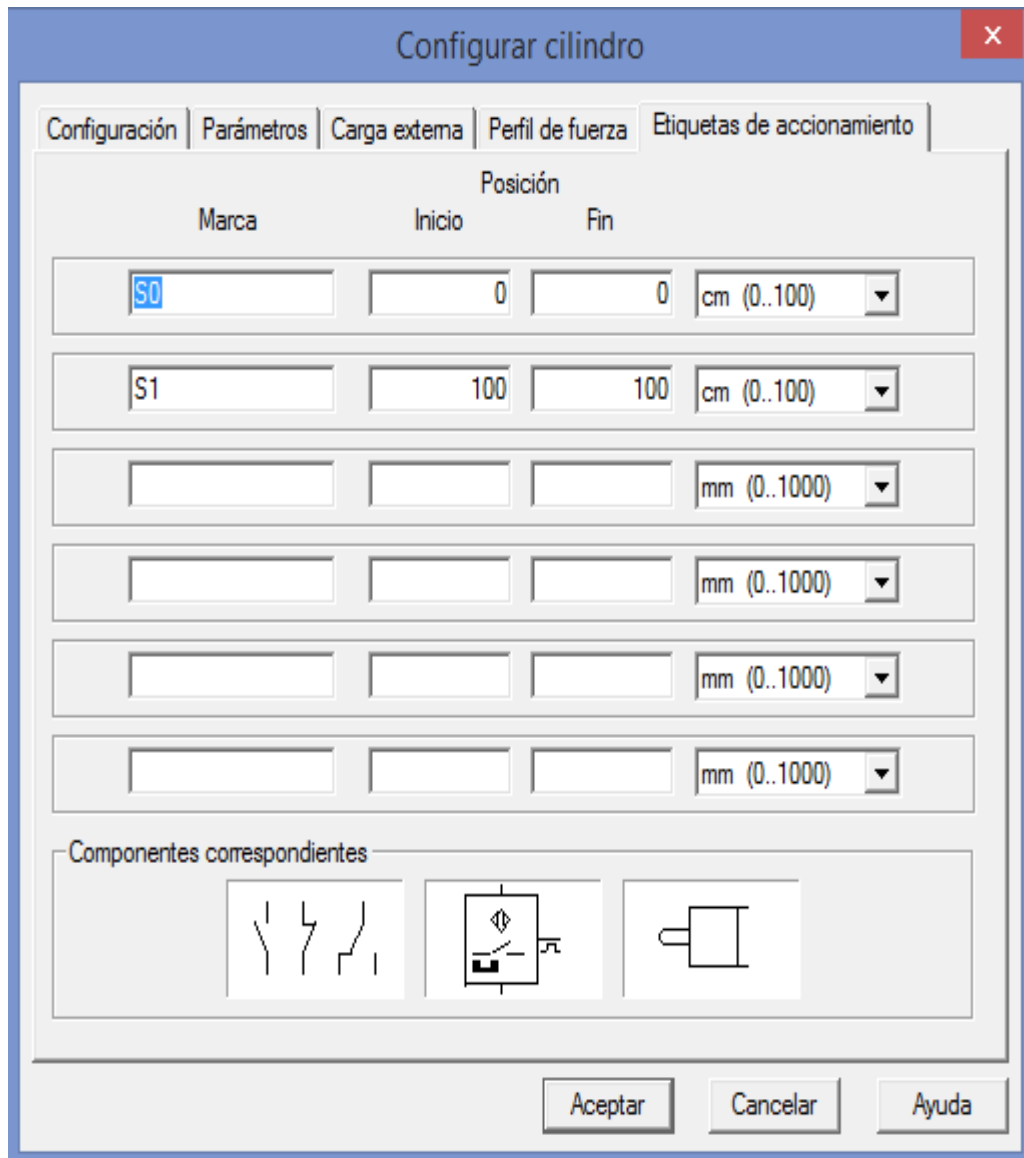 Configurar cilindro
x
Configuración Parámetros Carga externa Perfil de fuerza Etiquetas de accionamiento
Posición
Marca Inicio Fin
S0 0 0 cm (0..100)
S1 100 100 cm (0..100)
mm (0..1000)
mm (0..1000)
mm (0..1000)
mm (0..1000)
Componentes correspondientes
Aceptar Cancelar Ayuda